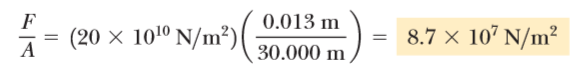 F/A = (20 × 10¹⁰ N/m²)(0.013 m/30.000 m) = 8.7 × 10⁷ N/m²